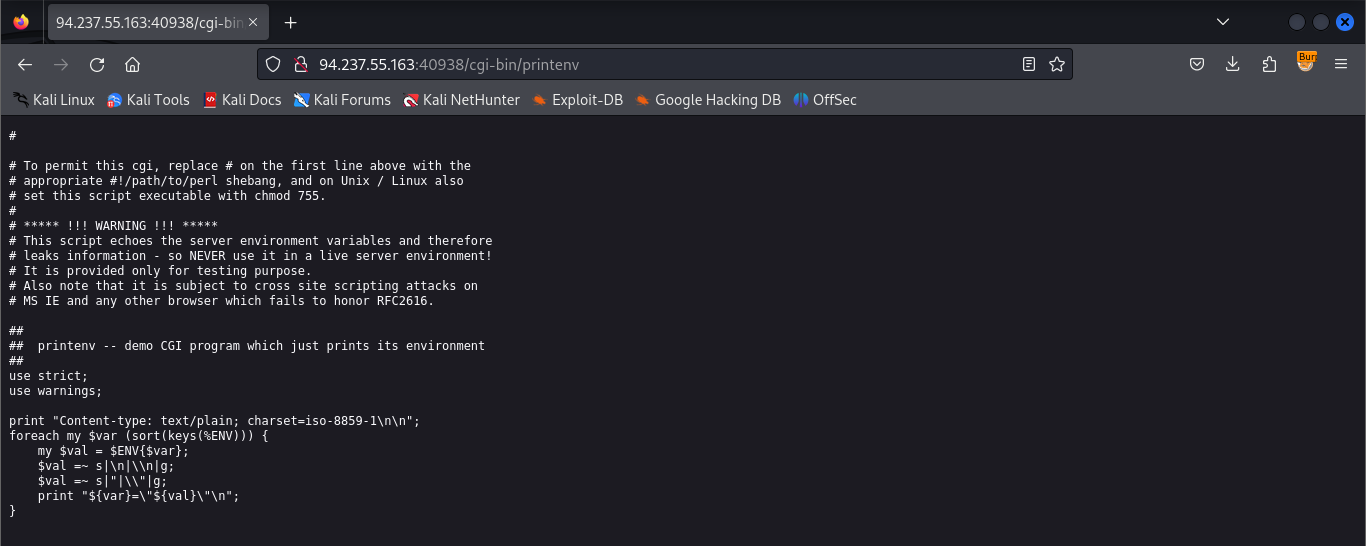 94.237.55.163:40938/cgi-bin
94.237.55.163:40938/cgi-bin/printenv
Burr
Kali Linux Kali Tools Kali Docs Kali Forums Kali NetHunter Exploit-DB Google Hacking DB OffSec
#
# To permit this cgi, replace # on the first line above with the
# appropriate #!/path/to/perl shebang, and on Unix / Linux also
# set this script executable with chmod 755.
#
# ***** !!! WARNING !!! *****
# This script echoes the server environment variables and therefore
# leaks information - so NEVER use it in a live server environment!
# It is provided only for testing purpose.
# Also note that it is subject to cross site scripting attacks on
# MS IE and any other browser which fails to honor RFC2616.
##
##  printenv -- demo CGI program which just prints its environment
##
use strict;
use warnings;
print "Content-type: text/plain; charset=iso-8859-1\n\n";
foreach my $var (sort(keys(%ENV))) {
    my $val = $ENV{$var};
    $val =~ s|\n|\\n|g;
    $val =~ s|"|\\"|g;
    print "${var}=\"${val}\"\n";
}